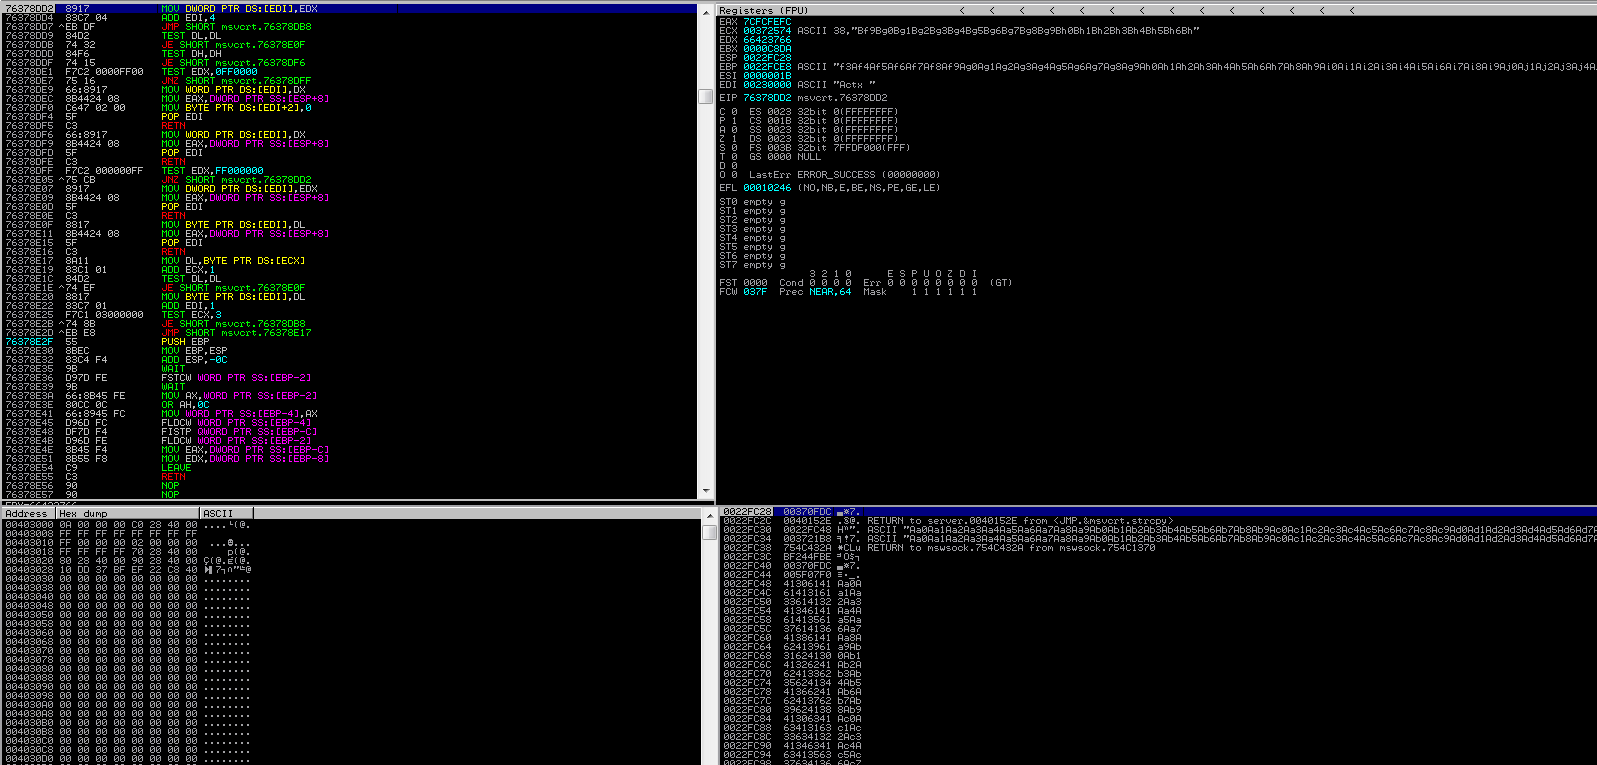 76378DD2 8917 MOV DWORD PTR DS:[EDI],EDX
76378DD4 83C7 04 ADD EDI,4
76378DD7 ^EB DF JMP SHORT msvcrt.76378DB8
76378DD9 84D2 TEST DL,DL
76378DDB 74 32 JE SHORT msvcrt.76378E0F
76378DDD 84F6 TEST DH,DH
76378DDF 74 15 JE SHORT msvcrt.76378DF6
76378DE1 F7C2 0000FF00 TEST EDX,0FF0000
76378DE7 75 16 JNZ SHORT msvcrt.76378DFF
76378DE9 66:8917 MOV WORD PTR DS:[EDI],DX
76378DEC 8B4424 08 MOV EAX,DWORD PTR SS:[ESP+8]
76378DF0 C647 02 00 MOV BYTE PTR DS:[EDI+2],0
76378DF4 5F POP EDI
76378DF5 C3 RETN
76378DF6 66:8917 MOV WORD PTR DS:[EDI],DX
76378DF9 8B4424 08 MOV EAX,DWORD PTR SS:[ESP+8]
76378DFD 5F POP EDI
76378DFE C3 RETN
76378DFF F7C2 000000FF TEST EDX,FF000000
76378E05 ^75 CB JNZ SHORT msvcrt.76378DD2
76378E07 8917 MOV DWORD PTR DS:[EDI],EDX
76378E09 8B4424 08 MOV EAX,DWORD PTR SS:[ESP+8]
76378E0D 5F POP EDI
76378E0E C3 RETN
76378E0F 8817 MOV BYTE PTR DS:[EDI],DL
76378E11 8B4424 08 MOV EAX,DWORD PTR SS:[ESP+8]
76378E15 5F POP EDI
76378E16 C3 RETN
76378E17 8A11 MOV DL,BYTE PTR DS:[ECX]
76378E19 83C1 01 ADD ECX,1
76378E1C 84D2 TEST DL,DL
76378E1E ^74 EF JE SHORT msvcrt.76378E0F
76378E20 8817 MOV BYTE PTR DS:[EDI],DL
76378E22 83C7 01 ADD EDI,1
76378E25 F7C1 03000000 TEST ECX,3
76378E2B ^74 8B JE SHORT msvcrt.76378DB8
76378E2D ^EB E8 JMP SHORT msvcrt.76378E17
76378E2F 55 PUSH EBP
76378E30 8BEC MOV EBP,ESP
76378E32 83C4 F4 ADD ESP,-0C
76378E35 9B WAIT
76378E36 D97D FE FSTCW WORD PTR SS:[EBP-2]
76378E39 9B WAIT
76378E3A 66:8B45 FE MOV AX,WORD PTR SS:[EBP-2]
76378E3E 80CC 0C OR AH,0C
76378E41 66:8945 FC MOV WORD PTR SS:[EBP-4],AX
76378E45 D96D FC FLDCW WORD PTR SS:[EBP-4]
76378E48 DF7D F4 FISTP QWORD PTR SS:[EBP-C]
76378E4B D96D FE FLDCW WORD PTR SS:[EBP-2]
76378E4E 8B45 F4 MOV EAX,DWORD PTR SS:[EBP-C]
76378E51 8B55 F8 MOV EDX,DWORD PTR SS:[EBP-8]
76378E54 C9 LEAVE
76378E55 C3 RETN
76378E56 90 NOP
76378E57 90 NOP
Registers (FPU) < < < < < < < < < < < <
EAX 7CFCFEFC
ECX 00372574 ASCII 38,"Bf9Bg0Bg1Bg2Bg3Bg4Bg5Bg6Bg7Bg8Bg9Bh0Bh1Bh2Bh3Bh4Bh5Bh6Bh"
EDX 66423766
EBX 0000C8DA
ESP 0022FC28
EBP 0022FCE8 ASCII "f3Af4Af5Af6Af7Af8Af9Ag0Ag1Ag2Ag3Ag4Ag5Ag6Ag7Ag8Ag9Ah0Ah1Ah2Ah3Ah4Ah5Ah6Ah7Ah8Ah9Ai0Ai1Ai2Ai3Ai4Ai5Ai6Ai7Ai8Ai9Aj0Aj1Aj2Aj3Aj4A
ESI 0000001B
EDI 00230000 ASCII "Actx "
EIP 76378DD2 msvcrt.76378DD2
C 0 ES 0023 32bit 0(FFFFFFFF)
P 1 CS 001B 32bit 0(FFFFFFFF)
A 0 SS 0023 32bit 0(FFFFFFFF)
Z 1 DS 0023 32bit 0(FFFFFFFF)
S 0 FS 003B 32bit 7FFDF000(FFF)
T 0 GS 0000 NULL
D 0
O 0 LastErr ERROR_SUCCESS (00000000)
EFL 00010246 (NO,NB,E,BE,NS,PE,GE,LE)
ST0 empty g
ST1 empty g
ST2 empty g
ST3 empty g
ST4 empty g
ST5 empty g
ST6 empty g
ST7 empty g
3 2 1 0 E S P U O Z D I
FST 0000 Cond 0 0 0 0 Err 0 0 0 0 0 0 0 0 (GT)
FCW 037F Prec NEAR,64 Mask 1 1 1 1 1 1
Address Hex dump ASCII
00403000 0A 00 00 00 C0 28 40 00 ....└(@.
00403008 FF FF FF FF FF FF FF FF
00403010 FF 00 00 00 02 00 00 00
00403018 FF FF FF FF 70 28 40 00 p(@.
00403020 80 28 40 00 90 28 40 00 Ç(@.É(@.
00403028 10 DD 37 BF EF 22 C8 40
00403030 00 00 00 00 00 00 00 00 ........
00403038 00 00 00 00 00 00 00 00 ........
00403040 00 00 00 00 00 00 00 00 ........
00403048 00 00 00 00 00 00 00 00 ........
00403050 00 00 00 00 00 00 00 00 ........
00403058 00 00 00 00 00 00 00 00 ........
00403060 00 00 00 00 00 00 00 00 ........
00403068 00 00 00 00 00 00 00 00 ........
00403070 00 00 00 00 00 00 00 00 ........
00403078 00 00 00 00 00 00 00 00 ........
00403080 00 00 00 00 00 00 00 00 ........
00403088 00 00 00 00 00 00 00 00 ........
00403090 00 00 00 00 00 00 00 00 ........
00403098 00 00 00 00 00 00 00 00 ........
004030A0 00 00 00 00 00 00 00 00 ........
004030A8 00 00 00 00 00 00 00 00 ........
004030B0 00 00 00 00 00 00 00 00 ........
004030B8 00 00 00 00 00 00 00 00 ........
004030C0 00 00 00 00 00 00 00 00 ........
004030C8 00 00 00 00 00 00 00 00 ........
004030D0 00 00 00 00 00 00 00 00 ........
0022FC28 00370FDC
0022FC2C 0040152E RETURN to server.0040152E from <JMP.&msvcrt.strcpy>
0022FC30 0022FC48 ASCII "Aa0Aa1Aa2Aa3Aa4Aa5Aa6Aa7Aa8Aa9Ab0Ab1Ab2Ab3Ab4Ab5Ab6Ab7Ab8Ab9Ac0Ac1Ac2Ac3Ac4Ac5Ac6Ac7Ac8Ac9Ad0Ad1Ad2Ad3Ad4Ad5Ad6Ad7
0022FC34 003721B8 ASCII "Aa0Aa1Aa2Aa3Aa4Aa5Aa6Aa7Aa8Aa9Ab0Ab1Ab2Ab3Ab4Ab5Ab6Ab7Ab8Ab9Ac0Ac1Ac2Ac3Ac4Ac5Ac6Ac7Ac8Ac9Ad0Ad1Ad2Ad3Ad4Ad5Ad6Ad7
0022FC38 754C432A *CLu RETURN to mswsock.754C432A from mswsock.754C1370
0022FC3C BF244FBE
0022FC40 00370FDC
0022FC44 005F07F0
0022FC48 41306141 Aa0A
0022FC4C 61413161 a1Aa
0022FC50 33614132 2Aa3
0022FC54 41346141 Aa4A
0022FC58 61413561 a5Aa
0022FC5C 37614136 6Aa7
0022FC60 41386141 Aa8A
0022FC64 62413961 a9Ab
0022FC68 31624130 0Ab1
0022FC6C 41326241 Ab2A
0022FC70 62413362 b3Ab
0022FC74 35624134 4Ab5
0022FC78 41366241 Ab6A
0022FC7C 62413762 b7Ab
0022FC80 39624138 8Ab9
0022FC84 41306341 Ac0A
0022FC88 63413163 c1Ac
0022FC8C 33634132 2Ac3
0022FC90 41346341 Ac4A
0022FC94 63413563 c5Ac
0022FC98 37634136 6Ac7